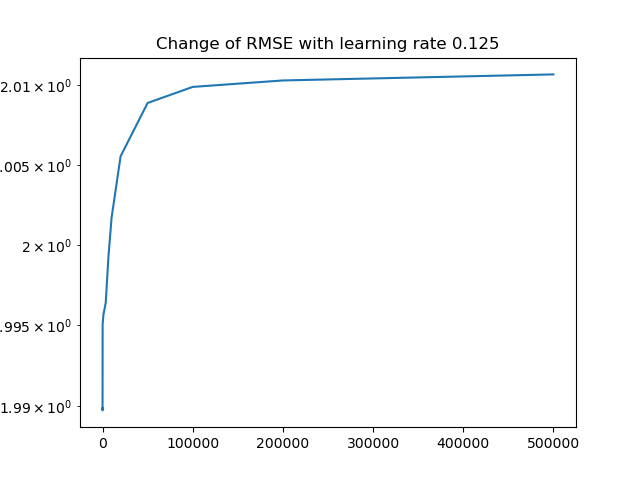 Change of RMSE with learning rate 0.125
2.01 × 10⁰
.005 × 10⁰
2 × 10⁰
.995 × 10⁰
1.99 × 10⁰
0 100000 200000 300000 400000 500000